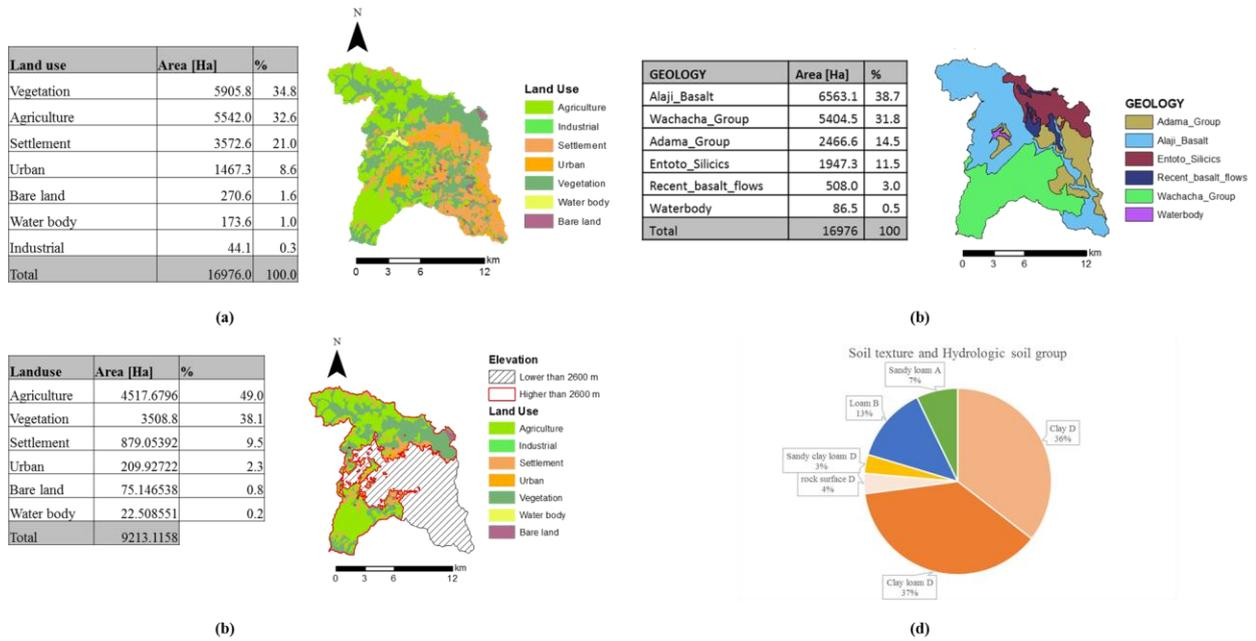 N
Land use Area [Ha] %
Vegetation 5905.8 34.8
Agriculture 5542.0 32.6
Settlement 3572.6 21.0
Urban 1467.3 8.6
Bare land 270.6 1.6
Water body 173.6 1.0
Industrial 44.1 0.3
Total 16976.0 100.0
Land Use
Agriculture
Industrial
Settlement
Urban
Vegetation
Water body
Bare land
km
0 3 6 12
(a)
GEOLOGY Area [Ha] %
Alaji_Basalt 6563.1 38.7
Wachacha_Group 5404.5 31.8
Adama_Group 2466.6 14.5
Entoto_Silicics 1947.3 11.5
Recent_basalt_flows 508.0 3.0
Waterbody 86.5 0.5
Total 16976 100
GEOLOGY
Adama_Group
Alaji_Basalt
Entoto_Silicics
Recent_basalt_flows
Wachacha_Group
Waterbody
km
0 3 6 12
(b)
N
Landuse Area [Ha] %
Agriculture 4517.6796 49.0
Vegetation 3508.8 38.1
Settlement 879.05392 9.5
Urban 209.92722 2.3
Bare land 75.146538 0.8
Water body 22.508551 0.2
Total 9213.1158
Elevation
Lower than 2600 m
Higher than 2600 m
Land Use
Agriculture
Industrial
Settlement
Urban
Vegetation
Water body
Bare land
km
0 3 6 12
(b)
Soil texture and Hydrologic soil group
Sandy loam A
7%
Loam B
13%
Clay D
36%
Sandy clay loam D
3%
rock surface D
4%
Clay loam D
37%
(d)